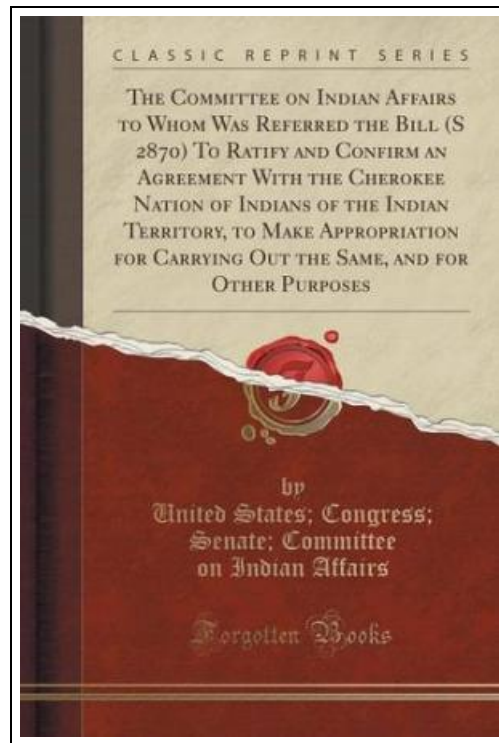 CLASSIC REPRINT SERIES
THE COMMITTEE ON INDIAN AFFAIRS
TO WHOM WAS REFERRED THE BILL (S
2870) TO RATIFY AND CONFIRM AN
AGREEMENT WITH THE CHEROKEE
NATION OF INDIANS OF THE INDIAN
TERRITORY, TO MAKE APPROPRIATION
FOR CARRYING OUT THE SAME, AND FOR
OTHER PURPOSES
by
United States; Congress;
Senate; Committee
on Indian Affairs
Forgotten Books